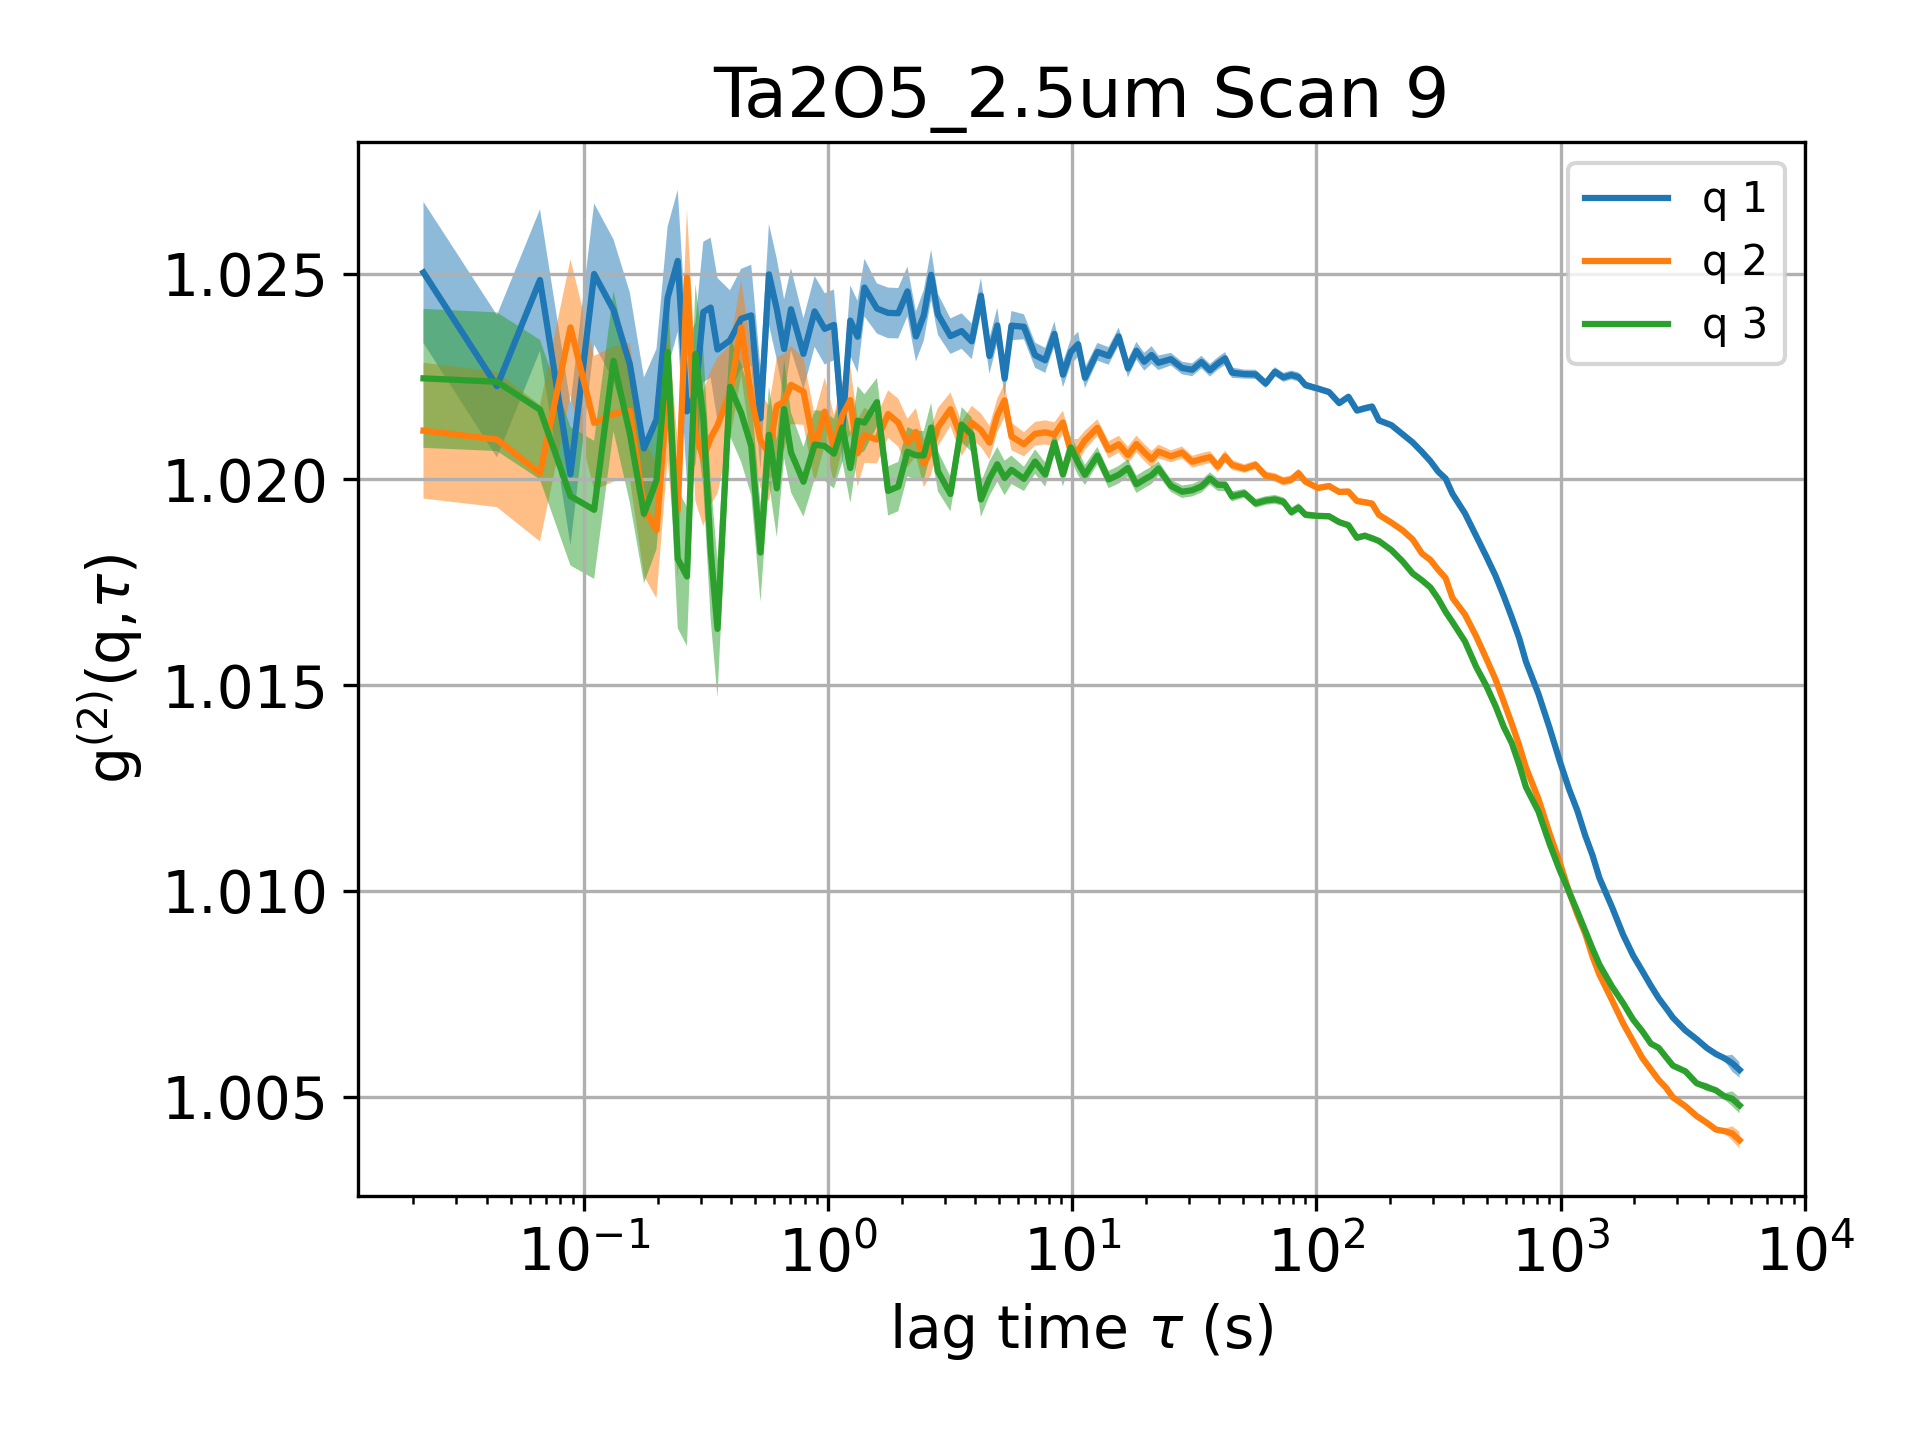 Ta2O5_2.5um Scan 9
q 1
q 2
q 3
g⁽²⁾(q,τ)
1.025
1.020
1.015
1.010
1.005
10⁻¹ 10⁰ 10¹ 10² 10³ 10⁴
lag time τ (s)